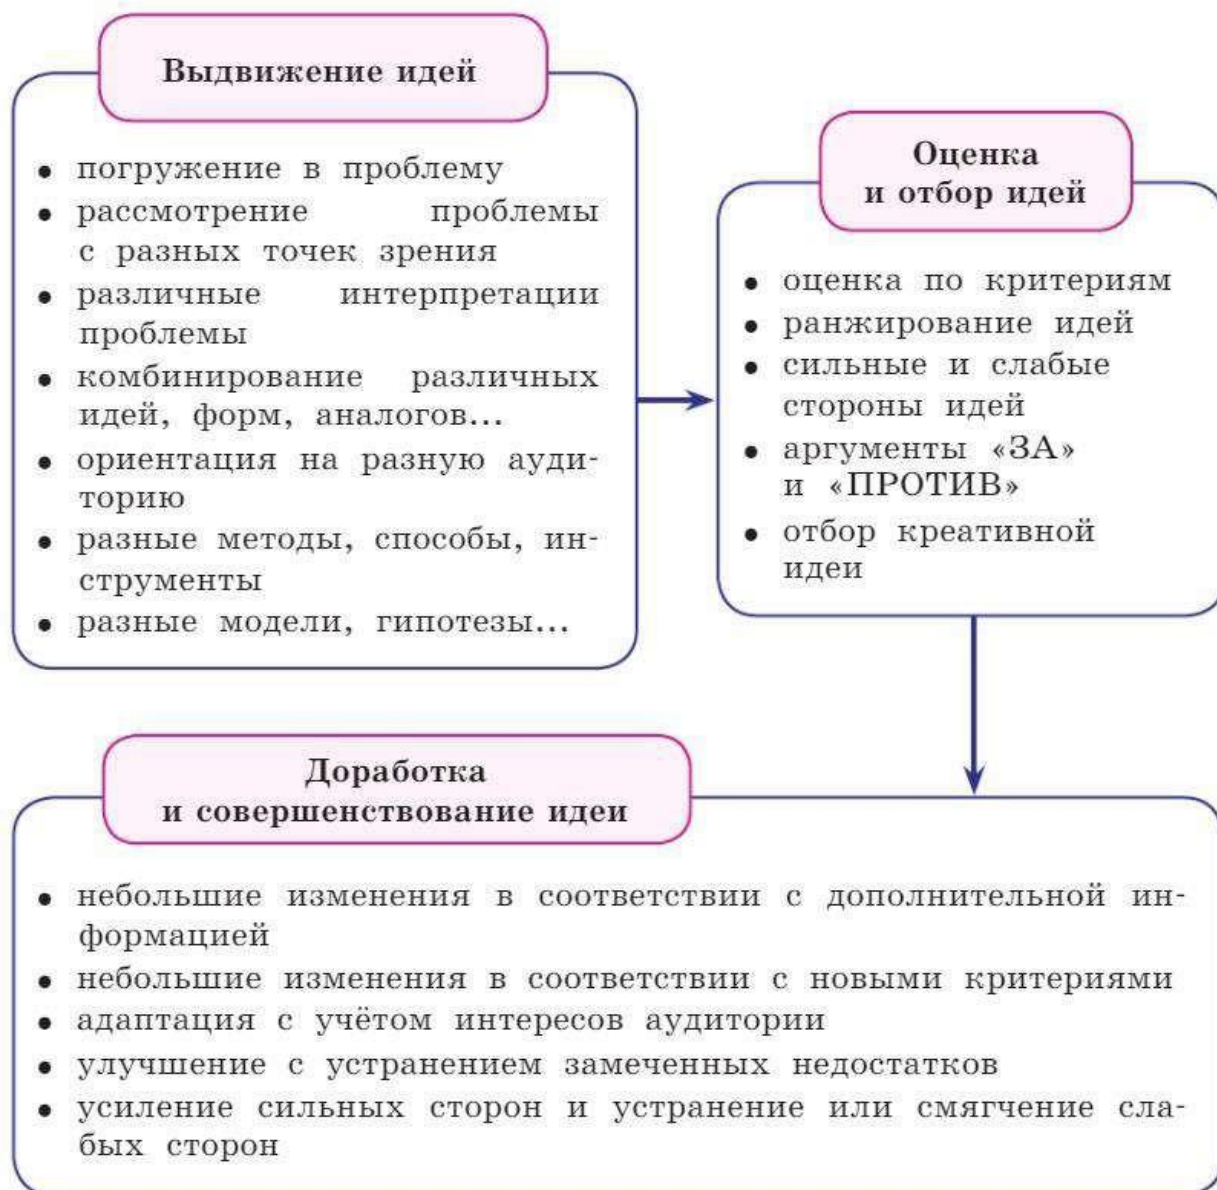 Выдвижение идей
• погружение в проблему
• рассмотрение проблемы
с разных точек зрения
• различные интерпретации
проблемы
• комбинирование различных
идей, форм, аналогов...
• ориентация на разную ауди-
торию
• разные методы, способы, ин-
струменты
• разные модели, гипотезы...
Оценка
и отбор идей
• оценка по критериям
• ранжирование идей
• сильные и слабые
стороны идей
• аргументы «ЗА»
и «ПРОТИВ»
• отбор креативной
идеи
Доработка
и совершенствование идеи
• небольшие изменения в соответствии с дополнительной ин-
формацией
• небольшие изменения в соответствии с новыми критериями
• адаптация с учётом интересов аудитории
• улучшение с устранением замеченных недостатков
• усиление сильных сторон и устранение или смягчение сла-
бых сторон